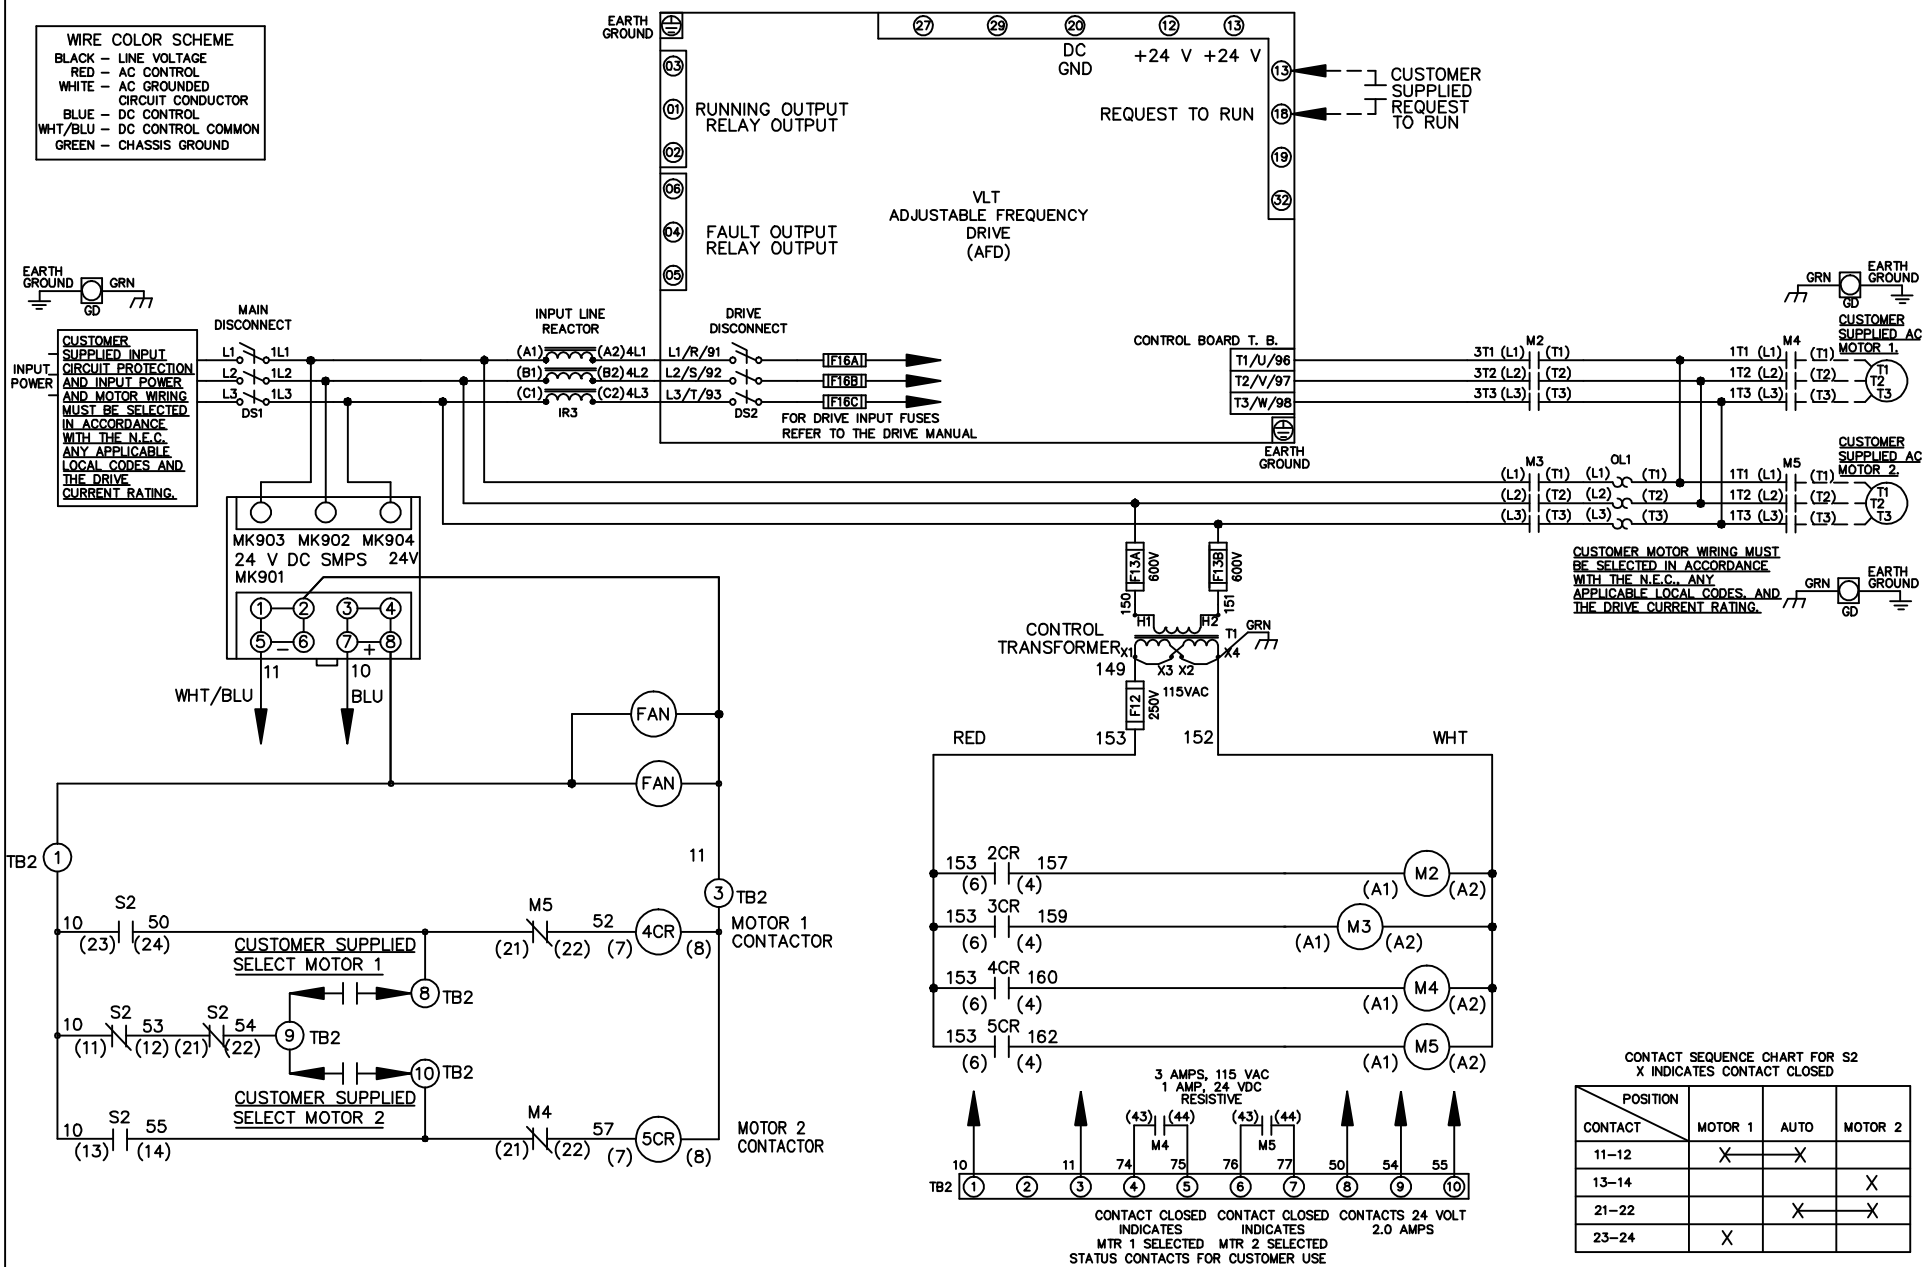 WIRE COLOR SCHEME
BLACK – LINE VOLTAGE
RED – AC CONTROL
WHITE – AC GROUNDED
CIRCUIT CONDUCTOR
BLUE – DC CONTROL
WHT/BLU – DC CONTROL COMMON
GREEN – CHASSIS GROUND
EARTH
GROUND
27 29 20 12 13
DC
GND
+24 V +24 V
03
01
02
RUNNING OUTPUT
RELAY OUTPUT
06
04
05
FAULT OUTPUT
RELAY OUTPUT
VLT
ADJUSTABLE FREQUENCY
DRIVE
(AFD)
REQUEST TO RUN
13
18
19
32
CUSTOMER
SUPPLIED
REQUEST
TO RUN
EARTH
GROUND
GRN
GD
INPUT
POWER
CUSTOMER
SUPPLIED INPUT
CIRCUIT PROTECTION
AND INPUT POWER
AND MOTOR WIRING
MUST BE SELECTED
IN ACCORDANCE
WITH THE N.E.C.
ANY APPLICABLE
LOCAL CODES AND
THE DRIVE
CURRENT RATING.
MAIN
DISCONNECT
L1 1L1
L2 1L2
L3 1L3
DS1
INPUT LINE
REACTOR
(A1) (A2) 4L1
(B1) (B2) 4L2
(C1) (C2) 4L3
IR3
DRIVE
DISCONNECT
L1/R/91
L2/S/92
L3/T/93
DS2
F16A
F16B
F16C
FOR DRIVE INPUT FUSES
REFER TO THE DRIVE MANUAL
CONTROL BOARD T. B.
T1/U/96
T2/V/97
T3/W/98
EARTH
GROUND
M2
3T1 (L1) (T1)
3T2 (L2) (T2)
3T3 (L3) (T3)
M4
1T1 (L1) (T1)
1T2 (L2) (T2)
1T3 (L3) (T3)
T1
T2
T3
GRN
GD
EARTH
GROUND
CUSTOMER
SUPPLIED AC
MOTOR 1.
M3 OL1
(L1) (T1) (L1) (T1)
(L2) (T2) (L2) (T2)
(L3) (T3) (L3) (T3)
M5
1T1 (L1) (T1)
1T2 (L2) (T2)
1T3 (L3) (T3)
T1
T2
T3
CUSTOMER
SUPPLIED AC
MOTOR 2.
CUSTOMER MOTOR WIRING MUST
BE SELECTED IN ACCORDANCE
WITH THE N.E.C., ANY
APPLICABLE LOCAL CODES, AND
THE DRIVE CURRENT RATING.
GRN
GD
EARTH
GROUND
MK903 MK902 MK904
24 V DC SMPS 24V
MK901
1 2 3 4
5 – 6 7 + 8
11 10
WHT/BLU BLU
FAN
FAN
TB2 1
11
3 TB2
10 S2 50
(23) (24)
M5 52
(21) (22) (7) 4CR (8)
MOTOR 1
CONTACTOR
CUSTOMER SUPPLIED
SELECT MOTOR 1
8 TB2
10 S2 53 S2 54
(11) (12) (21) (22)
9 TB2
10 TB2
CUSTOMER SUPPLIED
SELECT MOTOR 2
10 S2 55
(13) (14)
M4 57
(21) (22) (7) 5CR (8)
MOTOR 2
CONTACTOR
F13A 600V
F13B 600V
150 151
H1 H2
CONTROL
TRANSFORMER
T1 GRN
X1 X3 X2 X4
149
F12 250V
115VAC
153 152
RED WHT
153 2CR 157
(6) (4) (A1) M2 (A2)
153 3CR 159
(6) (4) (A1) M3 (A2)
153 4CR 160
(6) (4) (A1) M4 (A2)
153 5CR 162
(6) (4) (A1) M5 (A2)
3 AMPS, 115 VAC
1 AMP, 24 VDC
RESISTIVE
(43) (44) (43) (44)
M4 M5
10 11 74 75 76 77 50 54 55
TB2 1 2 3 4 5 6 7 8 9 10
CONTACT CLOSED
INDICATES
MTR 1 SELECTED
CONTACT CLOSED
INDICATES
MTR 2 SELECTED
CONTACTS 24 VOLT
2.0 AMPS
STATUS CONTACTS FOR CUSTOMER USE
CONTACT SEQUENCE CHART FOR S2
X INDICATES CONTACT CLOSED
POSITION
CONTACT MOTOR 1 AUTO MOTOR 2
11–12 X X
13–14 X
21–22 X X
23–24 X